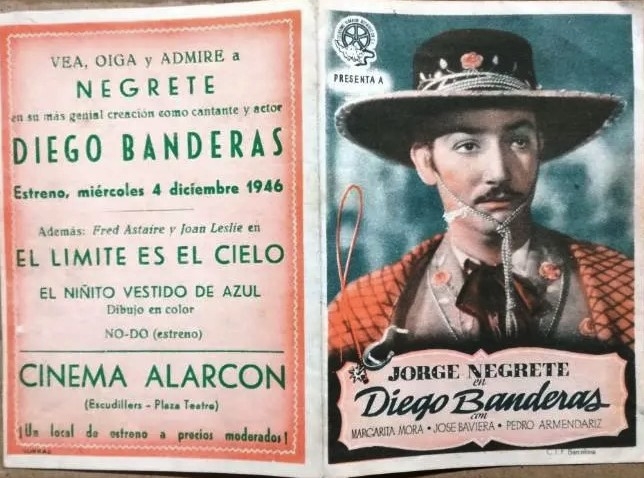 VEA, OIGA y ADMIRE a
NEGRETE
en su más genial creación como cantante y actor
DIEGO BANDERAS
Estreno, miércoles 4 diciembre 1946
Además: Fred Astaire y Joan Leslie en
EL LIMITE ES EL CIELO
EL NIÑITO VESTIDO DE AZUL
Dibujo en color
NO-DO (estreno)
CINEMA ALARCON
(Escudillers - Plaza Teatro)
¡Un local de estreno a precios moderados!
PRESENTA A
JORGE NEGRETE
en
Diego Banderas
con
MARGARITA MORA · JOSE BAVIERA · PEDRO ARMENDARIZ
C. I. F. Barcelona